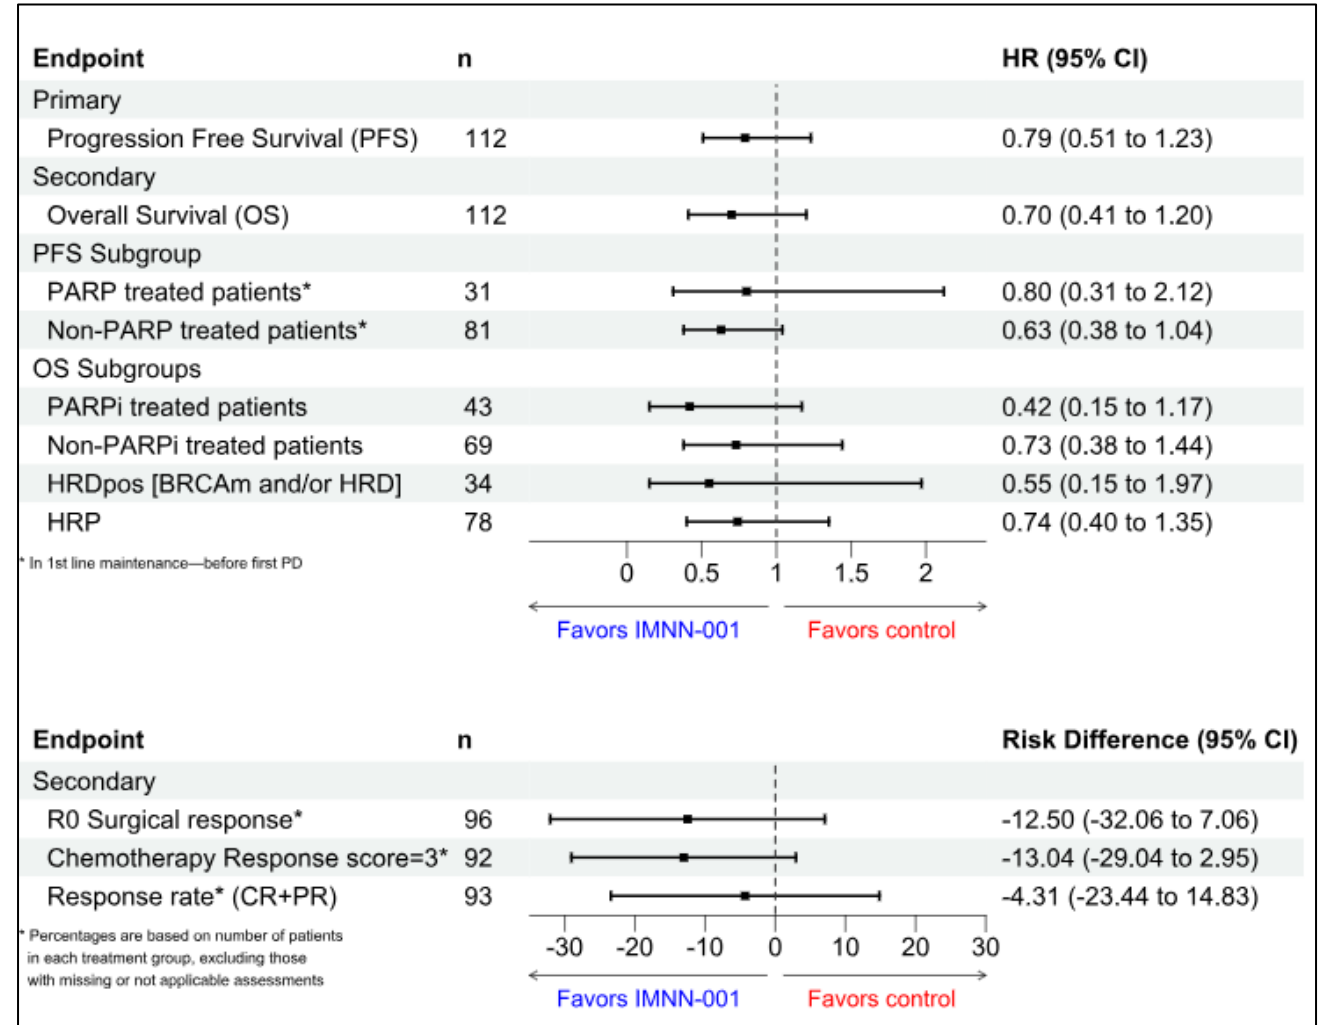 Endpoint n HR (95% CI)
Primary
Progression Free Survival (PFS) 112 0.79 (0.51 to 1.23)
Secondary
Overall Survival (OS) 112 0.70 (0.41 to 1.20)
PFS Subgroup
PARP treated patients* 31 0.80 (0.31 to 2.12)
Non-PARP treated patients* 81 0.63 (0.38 to 1.04)
OS Subgroups
PARPi treated patients 43 0.42 (0.15 to 1.17)
Non-PARPi treated patients 69 0.73 (0.38 to 1.44)
HRDpos [BRCAm and/or HRD] 34 0.55 (0.15 to 1.97)
HRP 78 0.74 (0.40 to 1.35)
* In 1st line maintenance—before first PD
0 0.5 1 1.5 2
Favors IMNN-001 Favors control
Endpoint n Risk Difference (95% CI)
Secondary
R0 Surgical response* 96 -12.50 (-32.06 to 7.06)
Chemotherapy Response score=3* 92 -13.04 (-29.04 to 2.95)
Response rate* (CR+PR) 93 -4.31 (-23.44 to 14.83)
* Percentages are based on number of patients
in each treatment group, excluding those
with missing or not applicable assessments
-30 -20 -10 0 10 20 30
Favors IMNN-001 Favors control